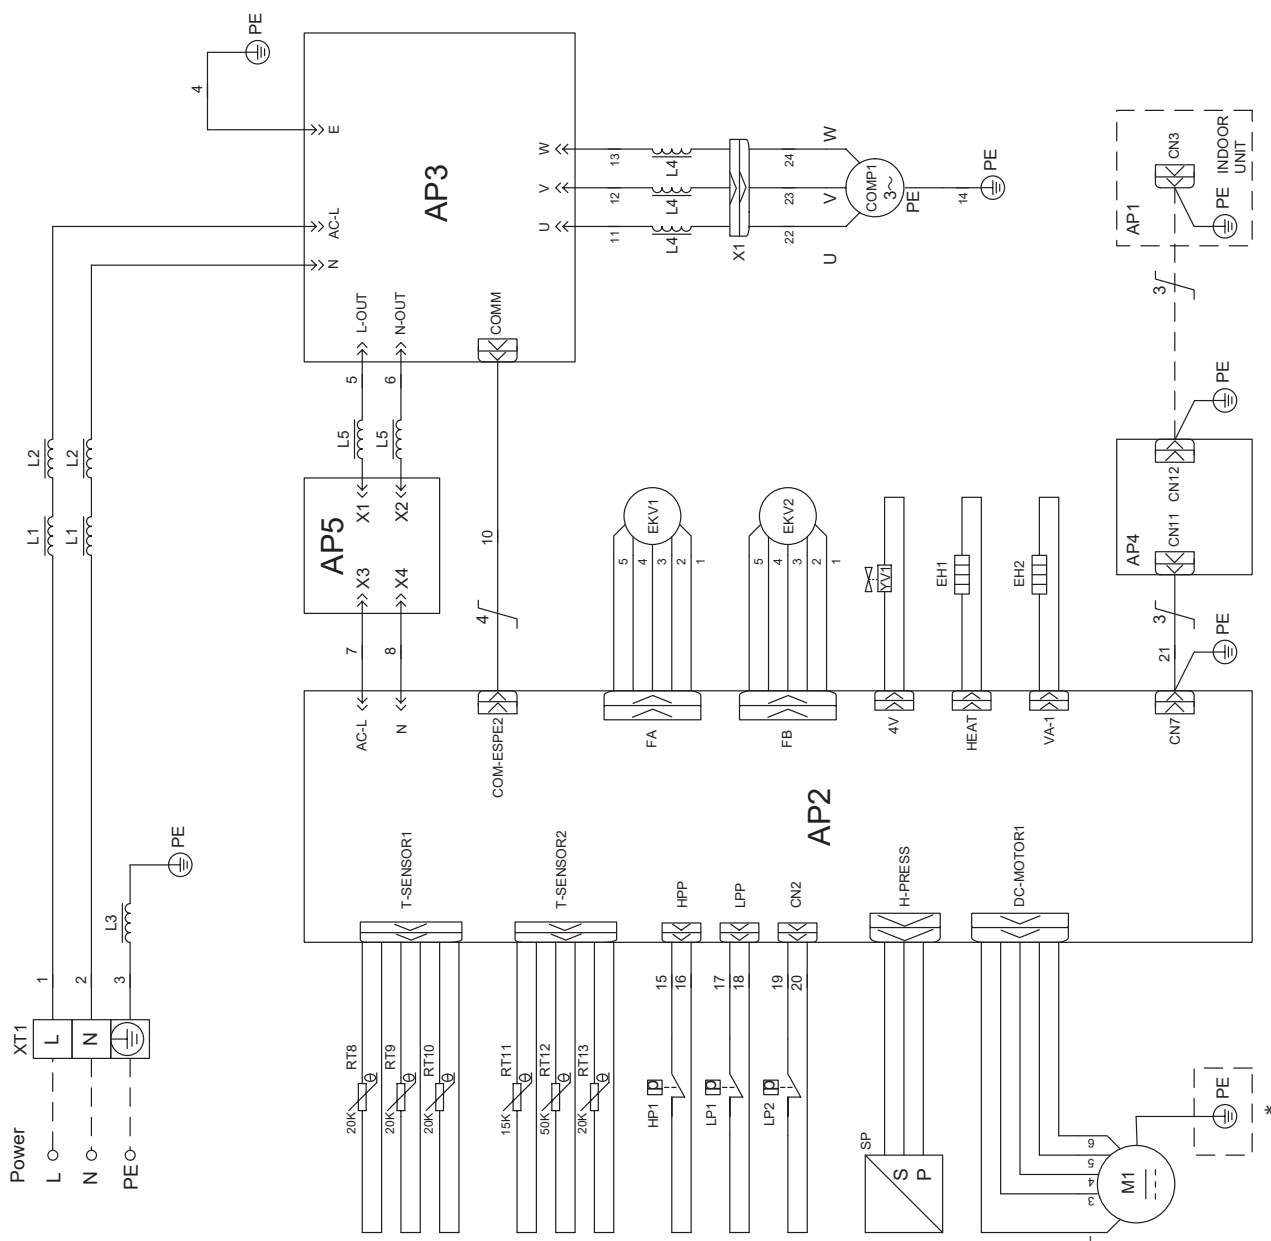 Power
L
N
PE
XT1
L
N
1
2
3
L3
PE
L1
L1
L2
L2
4
PE
E
AC-L
N
AP3
L-OUT
N-OUT
COMM
W
V
U
13
12
11
L4
L4
L4
X1
24
23
22
W
V
U
COMP1
3~
PE
14
PE
5
6
L5
L5
AP5
X1
X2
X3
X4
7
8
10
4
AC-L
N
COM-ESPE2
AP2
EKV1
5
4
3
2
1
FA
EKV2
5
4
3
2
1
FB
YV1
4V
EH1
HEAT
EH2
VA-1
CN7
21
3
PE
AP4
CN11
CN12
PE
3
AP1
CN3
INDOOR
UNIT
PE
T-SENSOR1
RT8
20K
θ
RT9
20K
θ
RT10
20K
θ
T-SENSOR2
RT11
15K
θ
RT12
50K
θ
RT13
20K
θ
HPP
15
16
HP1
P
LPP
17
18
LP1
P
CN2
19
20
LP2
P
H-PRESS
SP
S
P
DC-MOTOR1
6
5
4
3
M1
PE
*